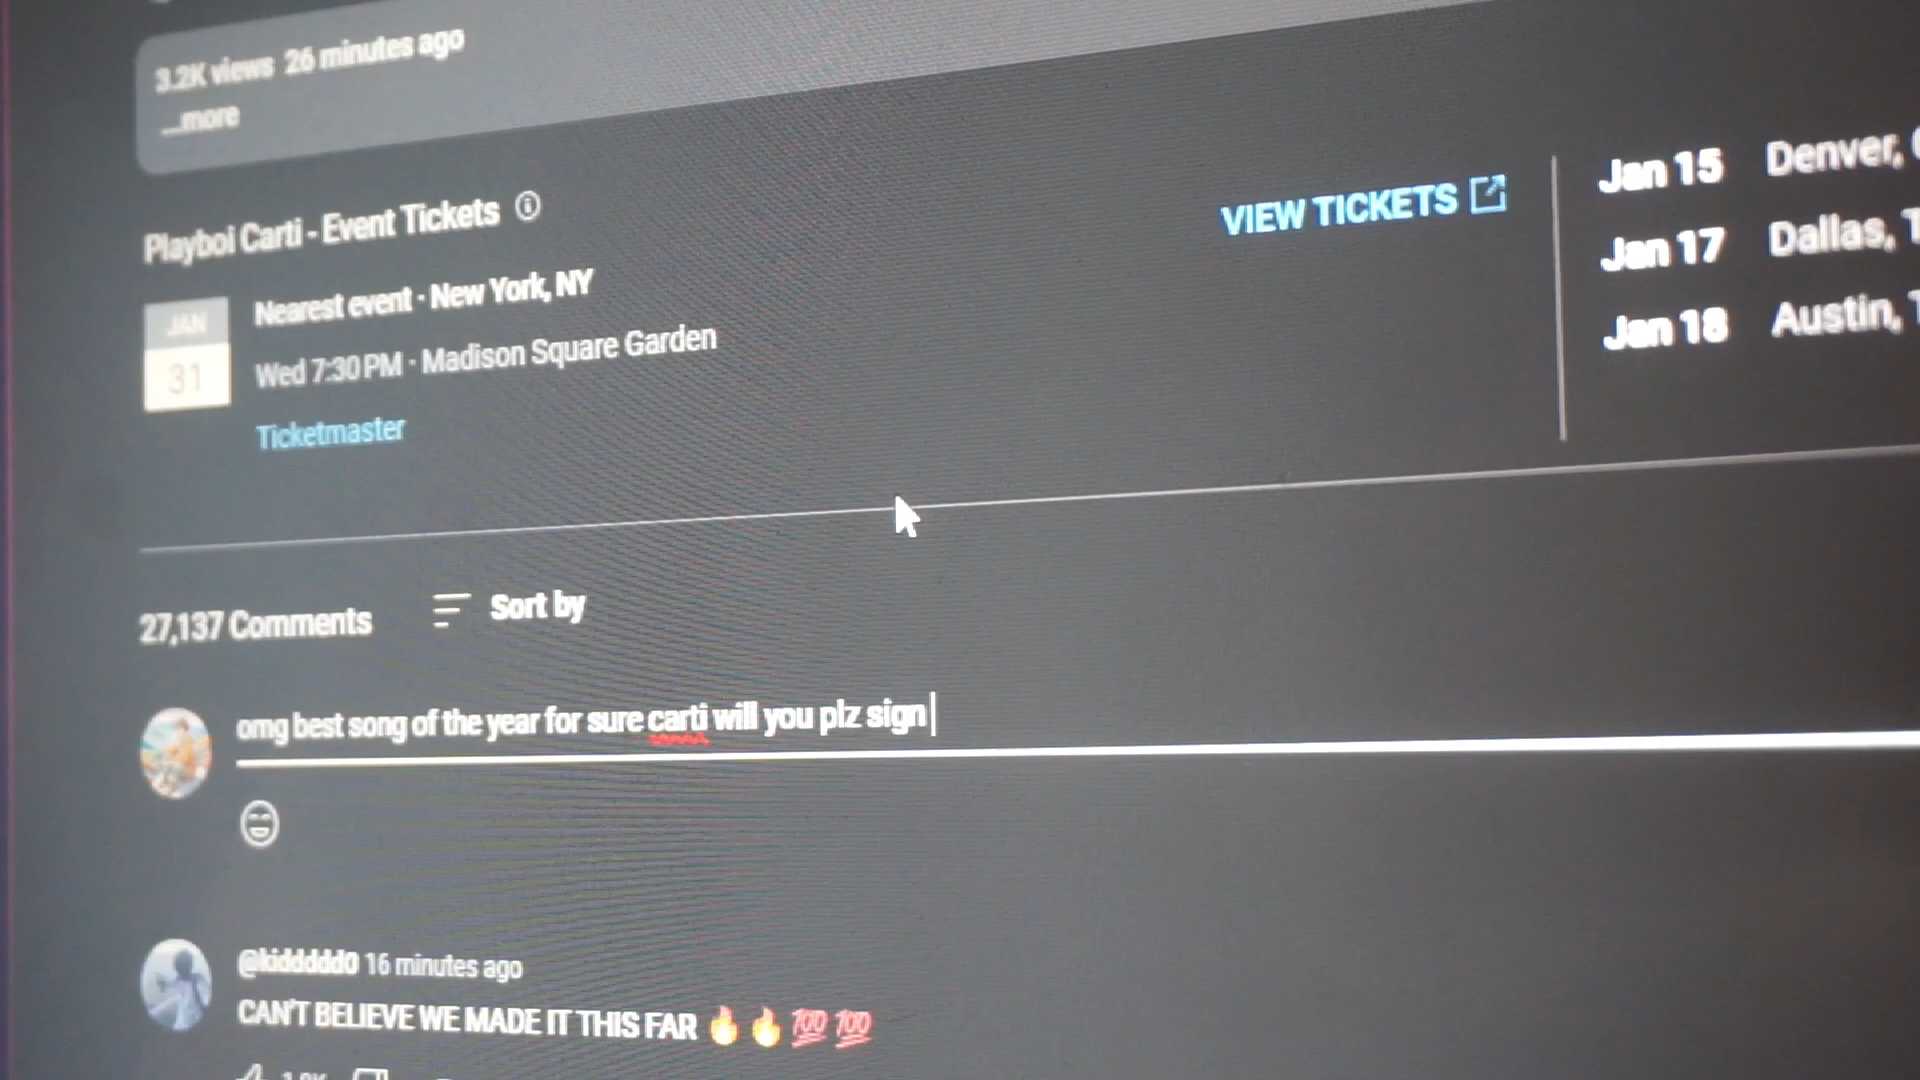 3.2K views 26 minutes ago
...more
Playboi Carti - Event Tickets
VIEW TICKETS
JAN
31
Nearest event · New York, NY
Wed 7:30 PM · Madison Square Garden
Ticketmaster
Jan 15 Denver,
Jan 17 Dallas,
Jan 18 Austin,
27,137 Comments
Sort by
omg best song of the year for sure carti will you plz sign
@kidddddd0 16 minutes ago
CAN'T BELIEVE WE MADE IT THIS FAR 🔥 🔥 💯 💯